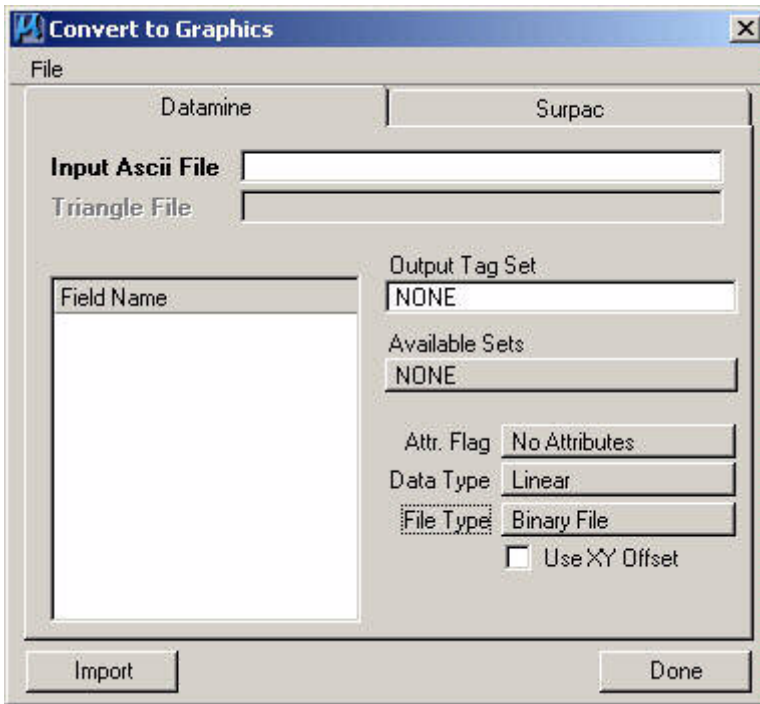 Convert to Graphics
File
Datamine
Surpac
Input Ascii File
Triangle File
Field Name
Output Tag Set
NONE
Available Sets
NONE
Attr. Flag No Attributes
Data Type Linear
File Type Binary File
Use XY Offset
Import
Done